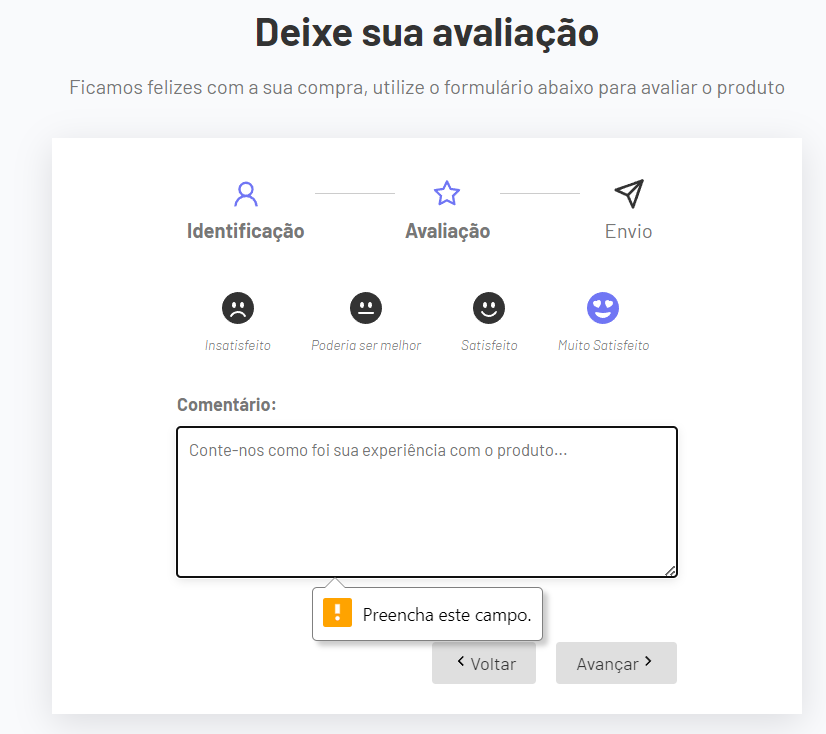 Deixe sua avaliação
Ficamos felizes com a sua compra, utilize o formulário abaixo para avaliar o produto
Identificação Avaliação Envio
Insatisfeito Poderia ser melhor Satisfeito Muito Satisfeito
Comentário:
Conte-nos como foi sua experiência com o produto...
Preencha este campo.
Voltar Avançar